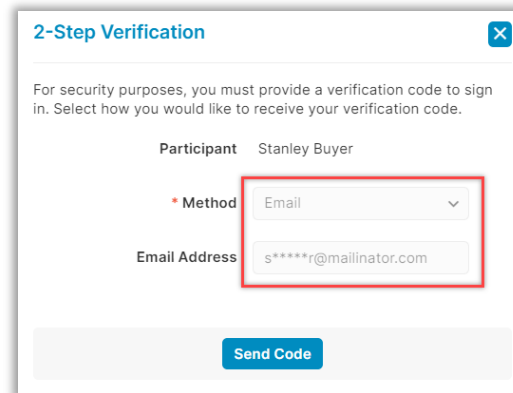 2-Step Verification
For security purposes, you must provide a verification code to sign
in. Select how you would like to receive your verification code.
Participant Stanley Buyer
* Method Email
Email Address s*****r@mailinator.com
Send Code